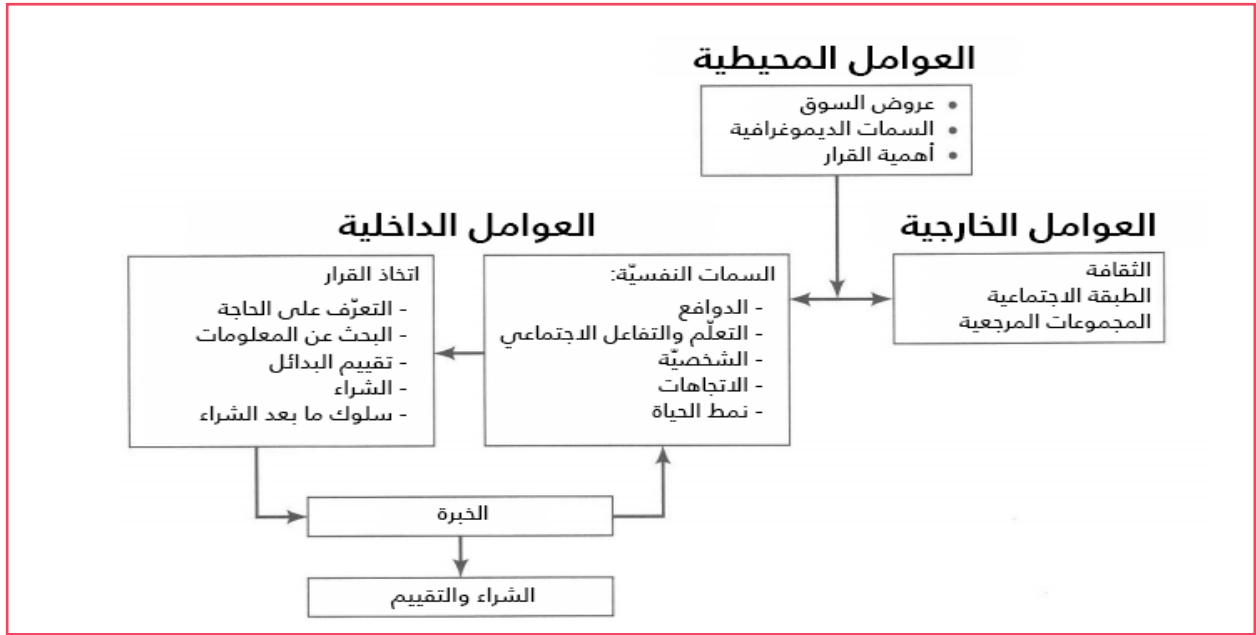 العوامل المحيطية
• عروض السوق
• السمات الديموغرافية
• أهمية القرار
العوامل الخارجية
الثقافة
الطبقة الاجتماعية
المجموعات المرجعية
العوامل الداخلية
السمات النفسيّة:
- الدوافع
- التعلّم والتفاعل الاجتماعي
- الشخصيّة
- الاتجاهات
- نمط الحياة
اتخاذ القرار
- التعرّف على الحاجة
- البحث عن المعلومات
- تقييم البدائل
- الشراء
- سلوك ما بعد الشراء
الخبرة
الشراء والتقييم